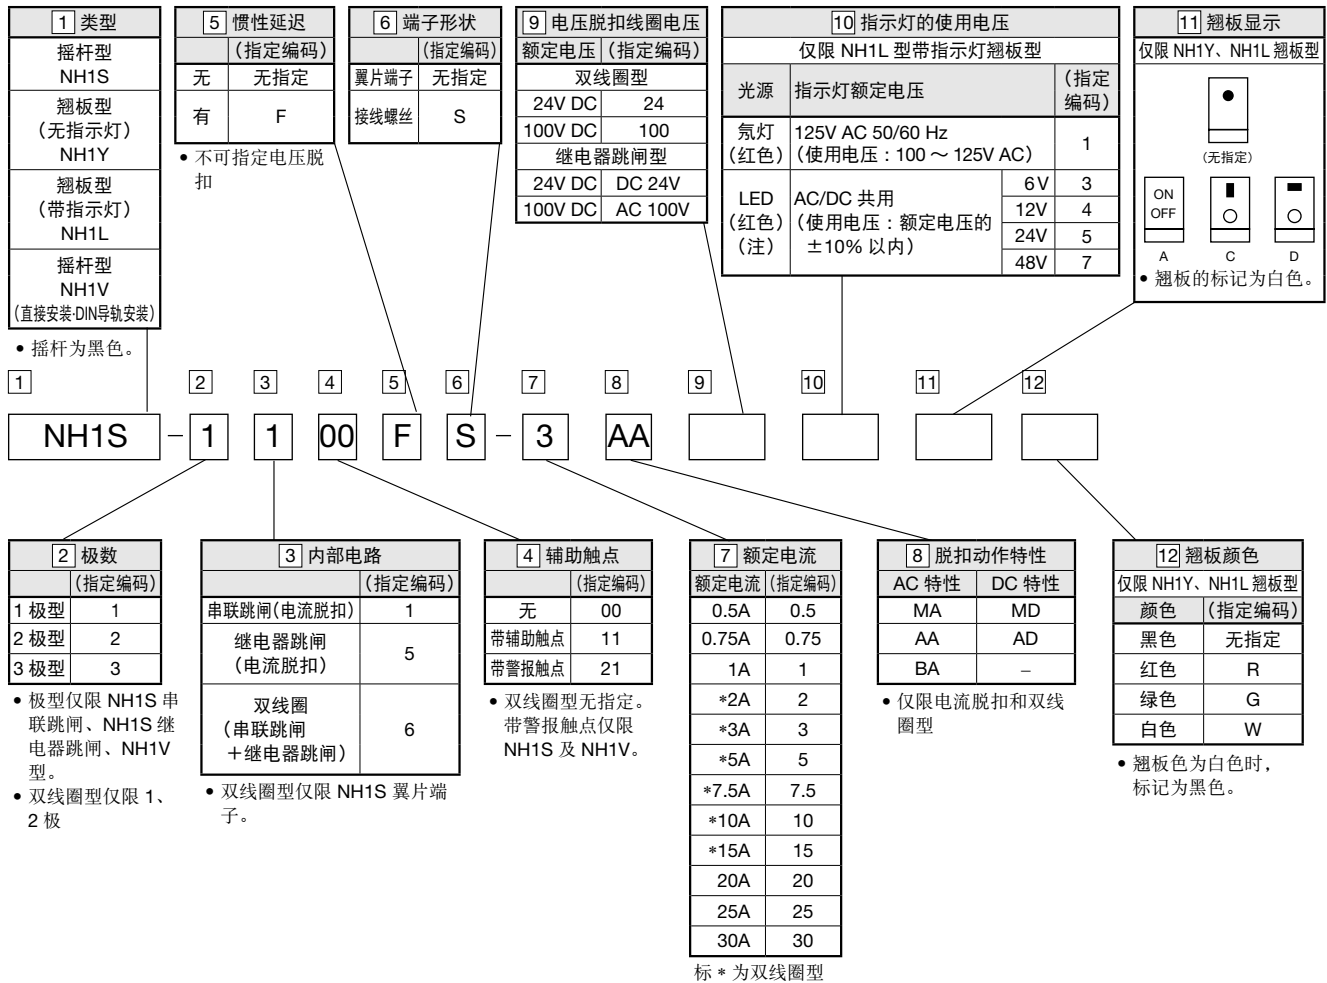 1 类型
摇杆型
NH1S
翘板型
（无指示灯）
NH1Y
翘板型
（带指示灯）
NH1L
摇杆型
NH1V
（直接安装·DIN导轨安装）
• 摇杆为黑色。
5 惯性延迟
（指定编码）
无 无指定
有 F
• 不可指定电压脱
扣
6 端子形状
（指定编码）
翼片端子 无指定
接线螺丝 S
9 电压脱扣线圈电压
额定电压 （指定编码）
双线圈型
24V DC 24
100V DC 100
继电器跳闸型
24V DC DC 24V
100V DC AC 100V
10 指示灯的使用电压
仅限 NH1L 型带指示灯翘板型
光源 指示灯额定电压 （指定
编码）
氖灯
（红色） 125V AC 50/60 Hz
（使用电压：100 ～ 125V AC） 1
LED
（红色）
（注） AC/DC 共用
（使用电压：额定电压的
±10% 以内）
6V 3
12V 4
24V 5
48V 7
11 翘板显示
仅限 NH1Y、NH1L 翘板型
（无指定）
ON
OFF
A C D
• 翘板的标记为白色。
1 2 3 4 5 6 7 8 9 10 11 12
NH1S – 1 1 00 F S – 3 AA
2 极数
（指定编码）
1 极型 1
2 极型 2
3 极型 3
• 极型仅限 NH1S 串
联跳闸、NH1S 继
电器跳闸、NH1V
型。
• 双线圈型仅限 1、
2 极
3 内部电路
（指定编码）
串联跳闸（电流脱扣） 1
继电器跳闸
（电流脱扣） 5
双线圈
（串联跳闸
＋继电器跳闸） 6
• 双线圈型仅限 NH1S 翼片端
子。
4 辅助触点
（指定编码）
无 00
带辅助触点 11
带警报触点 21
• 双线圈型无指定。
带警报触点仅限
NH1S 及 NH1V。
7 额定电流
额定电流 （指定编码）
0.5A 0.5
0.75A 0.75
1A 1
*2A 2
*3A 3
*5A 5
*7.5A 7.5
*10A 10
*15A 15
20A 20
25A 25
30A 30
标 * 为双线圈型
8 脱扣动作特性
AC 特性 DC 特性
MA MD
AA AD
BA –
• 仅限电流脱扣和双线
圈型
12 翘板颜色
仅限 NH1Y、NH1L 翘板型
颜色 （指定编码）
黑色 无指定
红色 R
绿色 G
白色 W
• 翘板色为白色时，
标记为黑色。